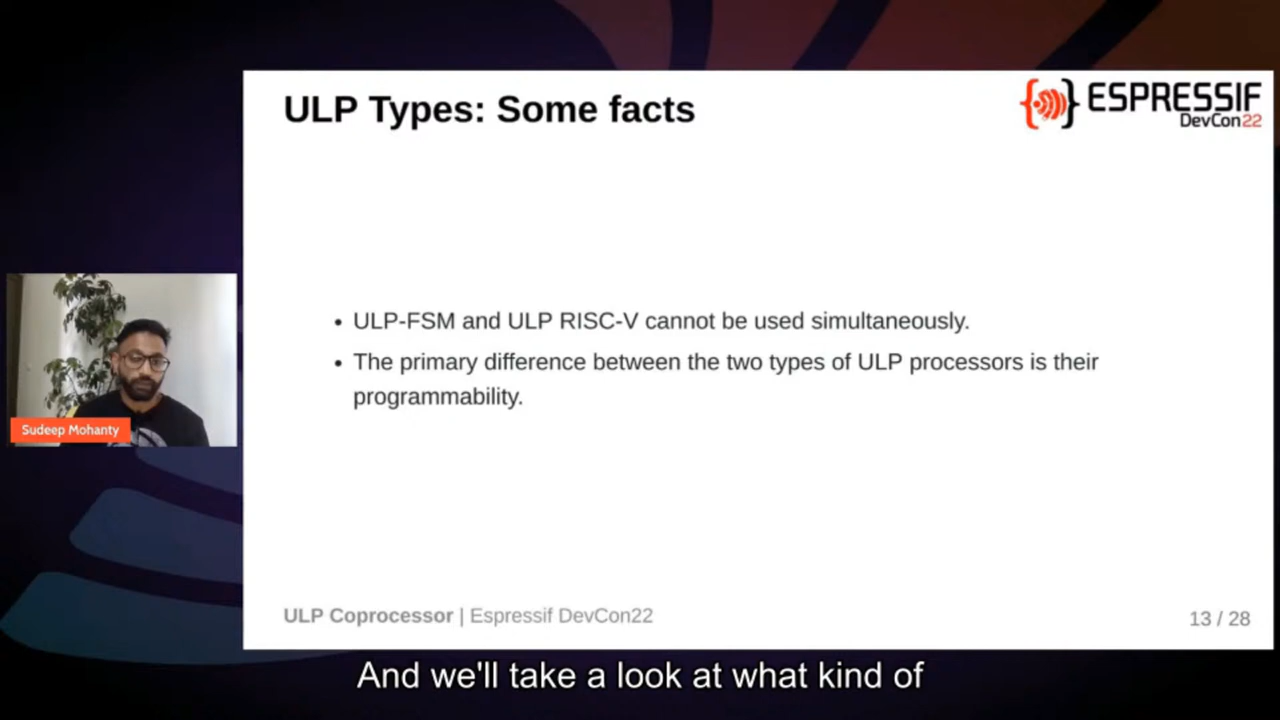 ULP Types: Some facts
ESPRESSIF
DevCon22
• ULP-FSM and ULP RISC-V cannot be used simultaneously.
• The primary difference between the two types of ULP processors is their
programmability.
Sudeep Mohanty
ULP Coprocessor | Espressif DevCon22
13 / 28
And we'll take a look at what kind of